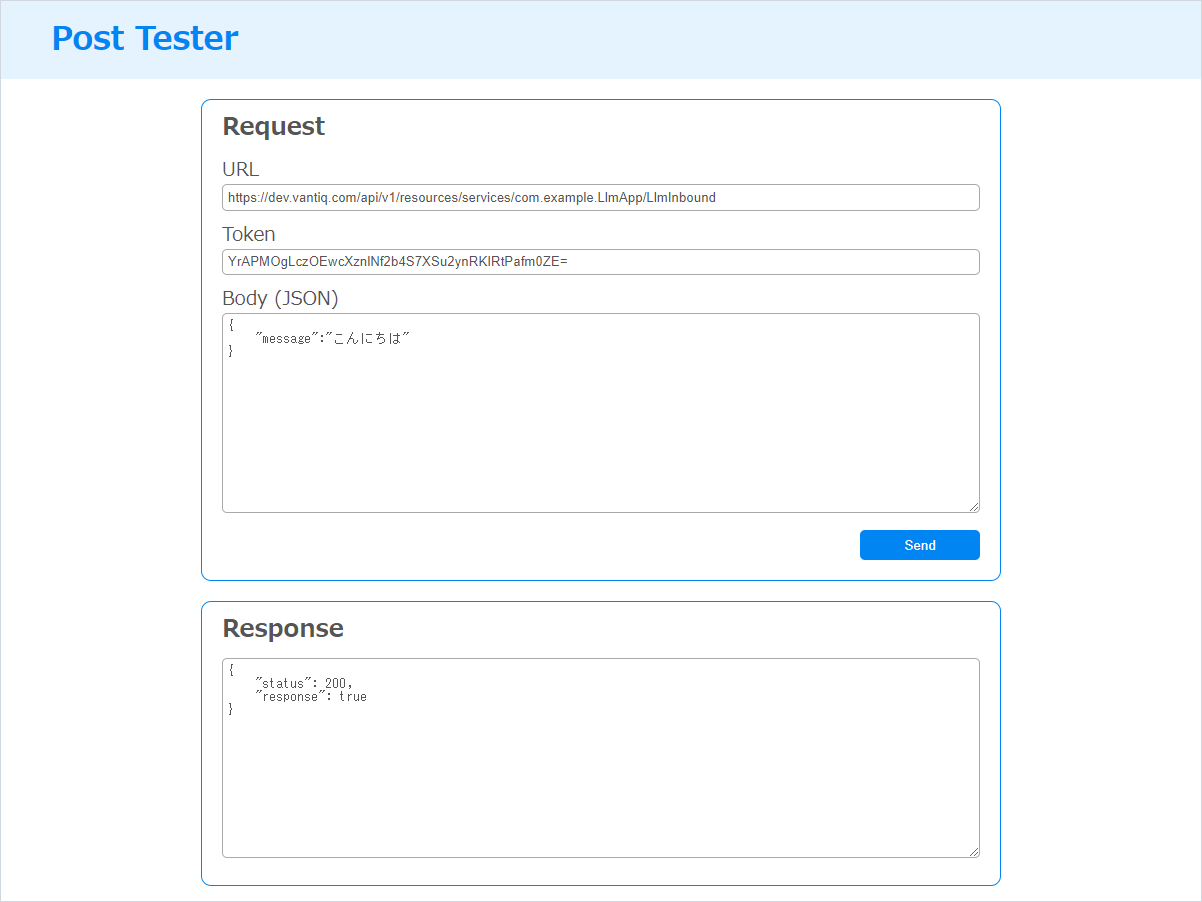 Post Tester
Request
URL
https://dev.vantiq.com/api/v1/resources/services/com.example.LlmApp/LlmInbound
Token
YrAPMOgLczOEwcXznINf2b4S7XSu2ynRKIRtPafm0ZE=
Body (JSON)
{
    "message":"こんにちは"
}
Send
Response
{
    "status": 200,
    "response": true
}